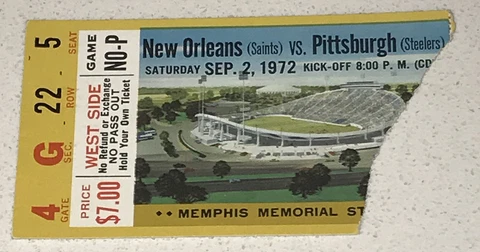 New Orleans (Saints) VS. Pittsburgh (Steelers)
SATURDAY SEP. 2, 1972 KICK-OFF 8:00 P. M. (CD
MEMPHIS MEMORIAL ST
4 G 22 5
GATE SEC. ROW SEAT
PRICE WEST SIDE GAME
$7.00 No Refund or Exchange NO-P
NO PASS OUT
Hold Your Own Ticket